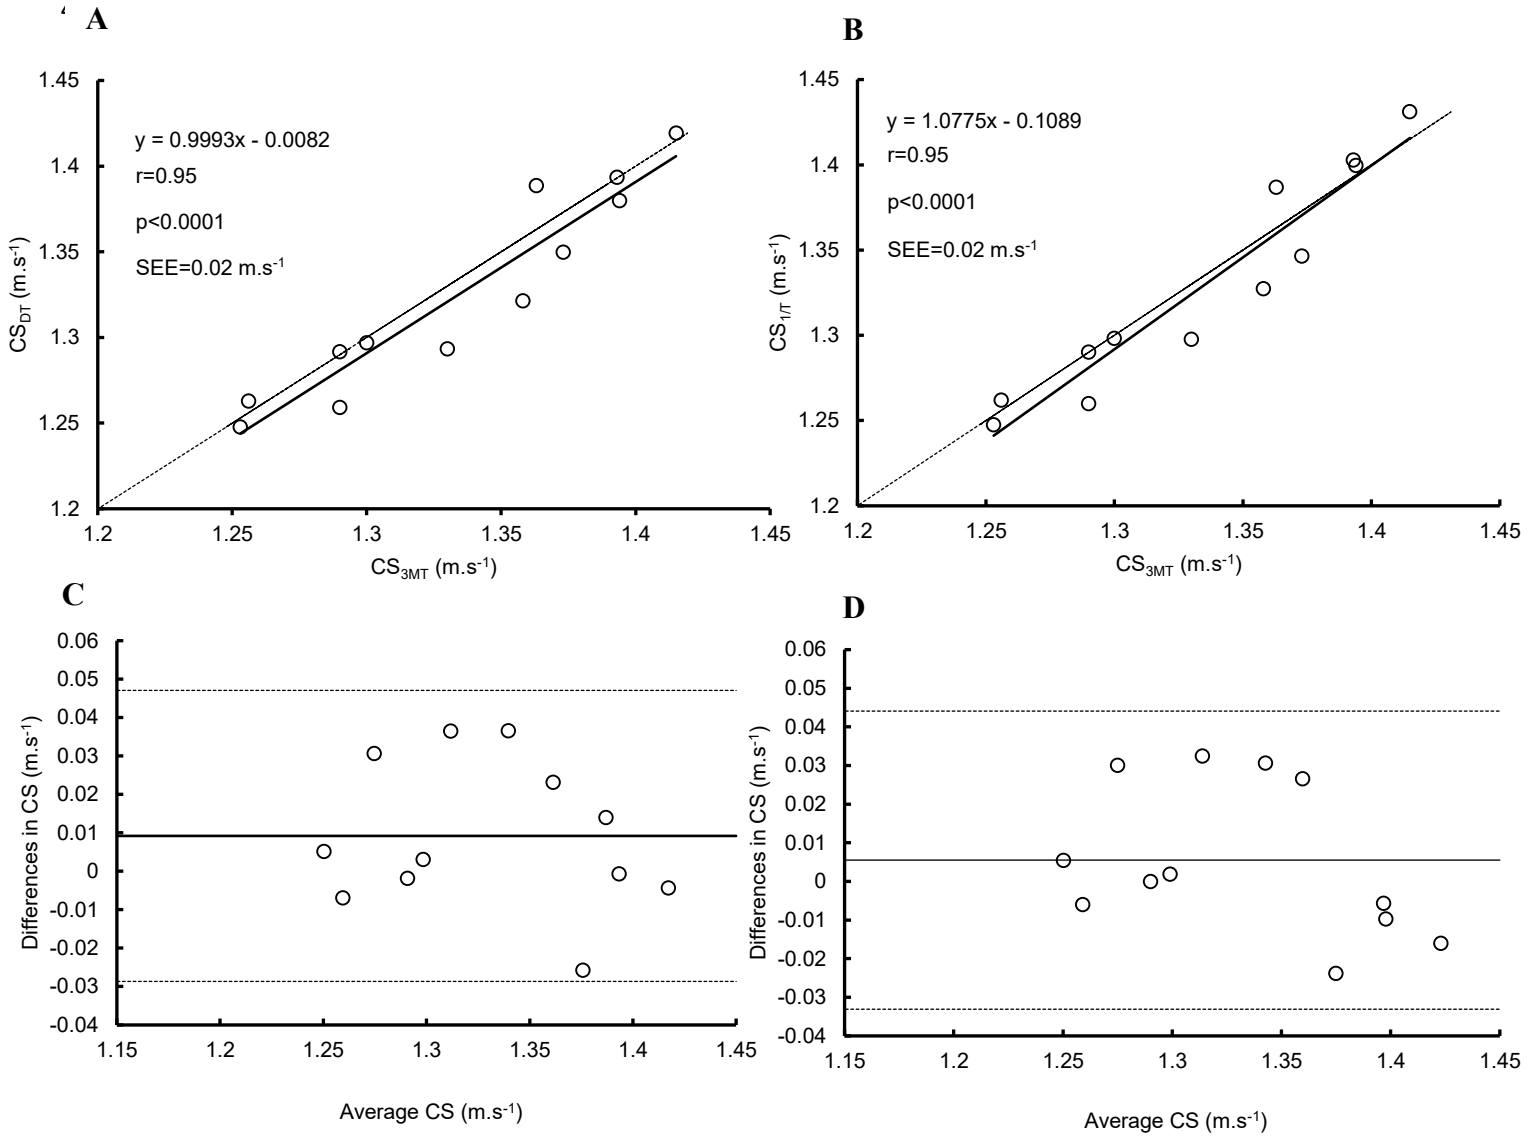 A
1.45
1.4
1.35
1.3
1.25
1.2
y = 0.9993x - 0.0082
r=0.95
p<0.0001
SEE=0.02 m.s-1
CSDT (m.s-1)
1.2 1.25 1.3 1.35 1.4 1.45
CS3MT (m.s-1)
B
1.45
1.4
1.35
1.3
1.25
1.2
y = 1.0775x - 0.1089
r=0.95
p<0.0001
SEE=0.02 m.s-1
CS1/T (m.s-1)
1.2 1.25 1.3 1.35 1.4 1.45
CS3MT (m.s-1)
C
0.06
0.05
0.04
0.03
0.02
0.01
0
-0.01
-0.02
-0.03
-0.04
Differences in CS (m.s-1)
1.15 1.2 1.25 1.3 1.35 1.4 1.45
Average CS (m.s-1)
D
0.06
0.05
0.04
0.03
0.02
0.01
0
-0.01
-0.02
-0.03
-0.04
Differences in CS (m.s-1)
1.15 1.2 1.25 1.3 1.35 1.4 1.45
Average CS (m.s-1)